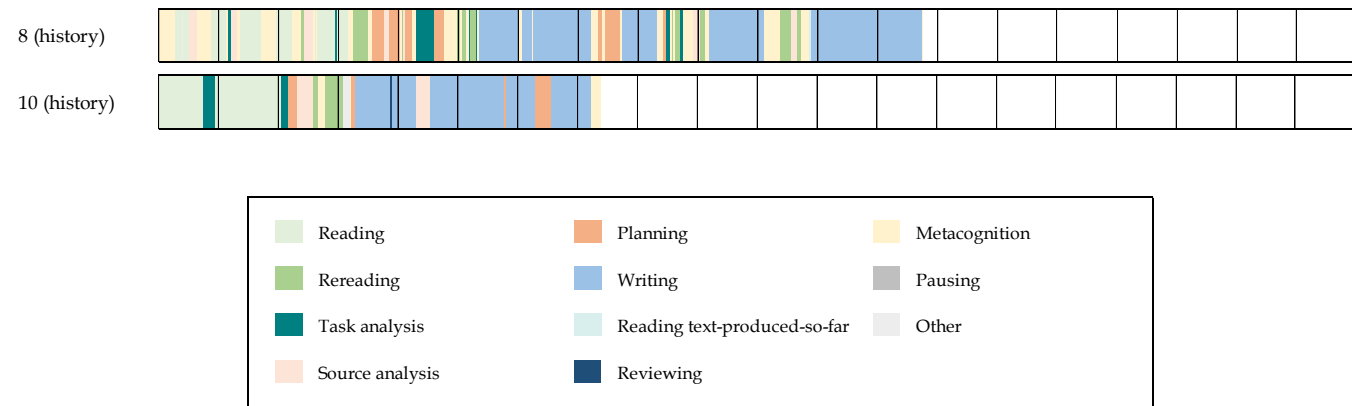 8 (history)
10 (history)
Reading
Planning
Metacognition
Rereading
Writing
Pausing
Task analysis
Reading text-produced-so-far
Other
Source analysis
Reviewing